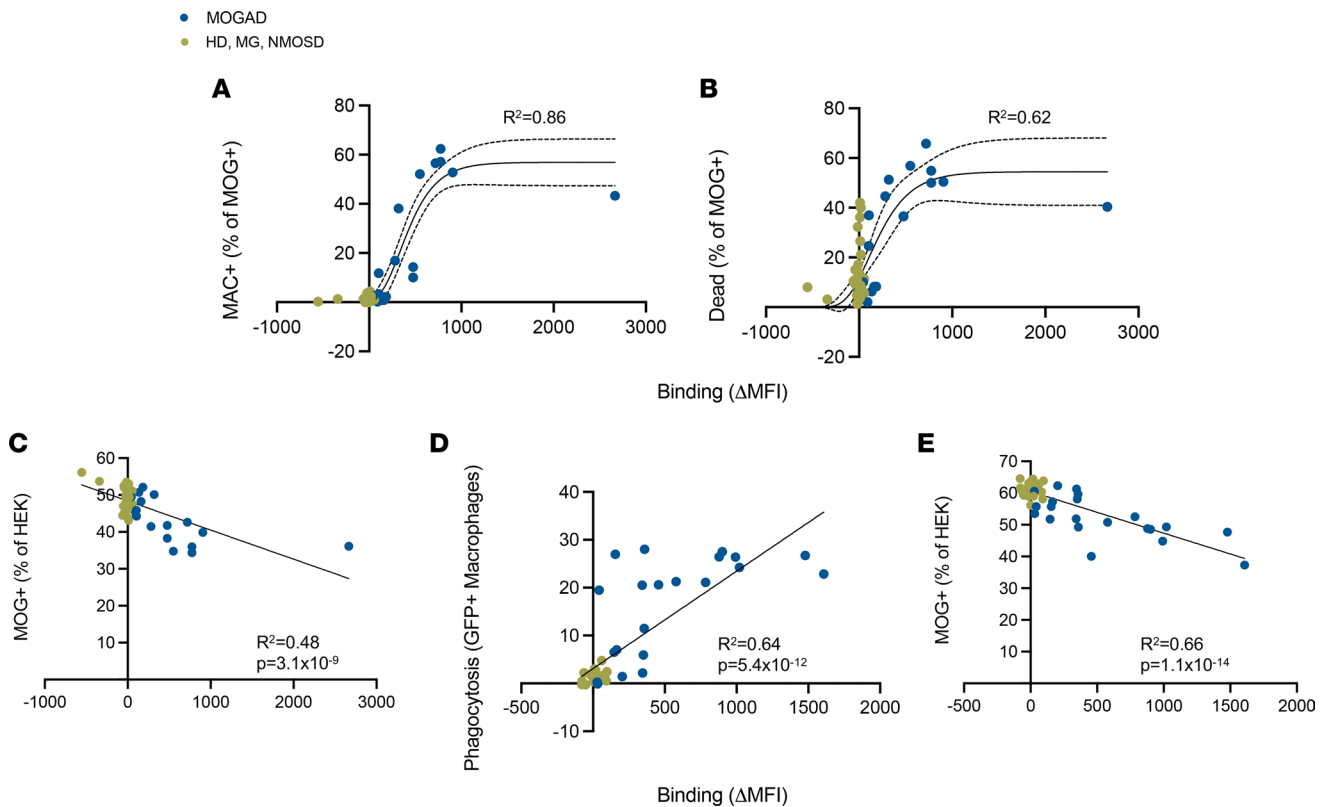 MOGAD
HD, MG, NMOSD
A
MAC+ (% of MOG+)
80
60
40
20
-20
-1000
1000
2000
3000
R²=0.86
B
Dead (% of MOG+)
80
60
40
20
-20
-1000
0
1000
2000
3000
R²=0.62
0
Binding (ΔMFI)
C
MOG+ (% of HEK)
60
50
40
30
20
10
-1000
0
1000
2000
3000
R²=0.48
p=3.1x10⁻⁹
D
Phagocytosis (GFP+ Macrophages)
40
30
20
10
-10
-500
500
1000
1500
2000
R²=0.64
p=5.4x10⁻¹²
0
E
MOG+ (% of HEK)
70
60
50
40
30
20
10
-500
0
500
1000
1500
2000
R²=0.66
p=1.1x10⁻¹⁴
Binding (ΔMFI)